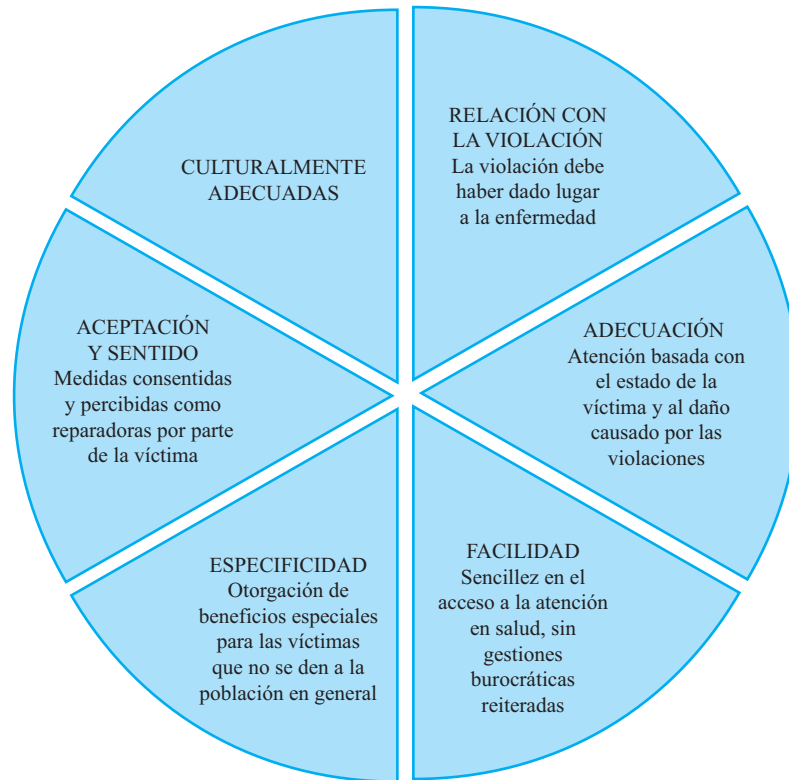 RELACIÓN CON
LA VIOLACIÓN
La violación debe
haber dado lugar
a la enfermedad
ADECUACIÓN
Atención basada con
el estado de la
víctima y al daño
causado por las
violaciones
FACILIDAD
Sencillez en el
acceso a la atención
en salud, sin
gestiones
burocráticas
reiteradas
ESPECIFICIDAD
Otorgación de
beneficios especiales
para las víctimas
que no se den a la
población en general
ACEPTACIÓN
Y SENTIDO
Medidas consentidas
y percibidas como
reparadoras por parte
de la víctima
CULTURALMENTE
ADECUADAS